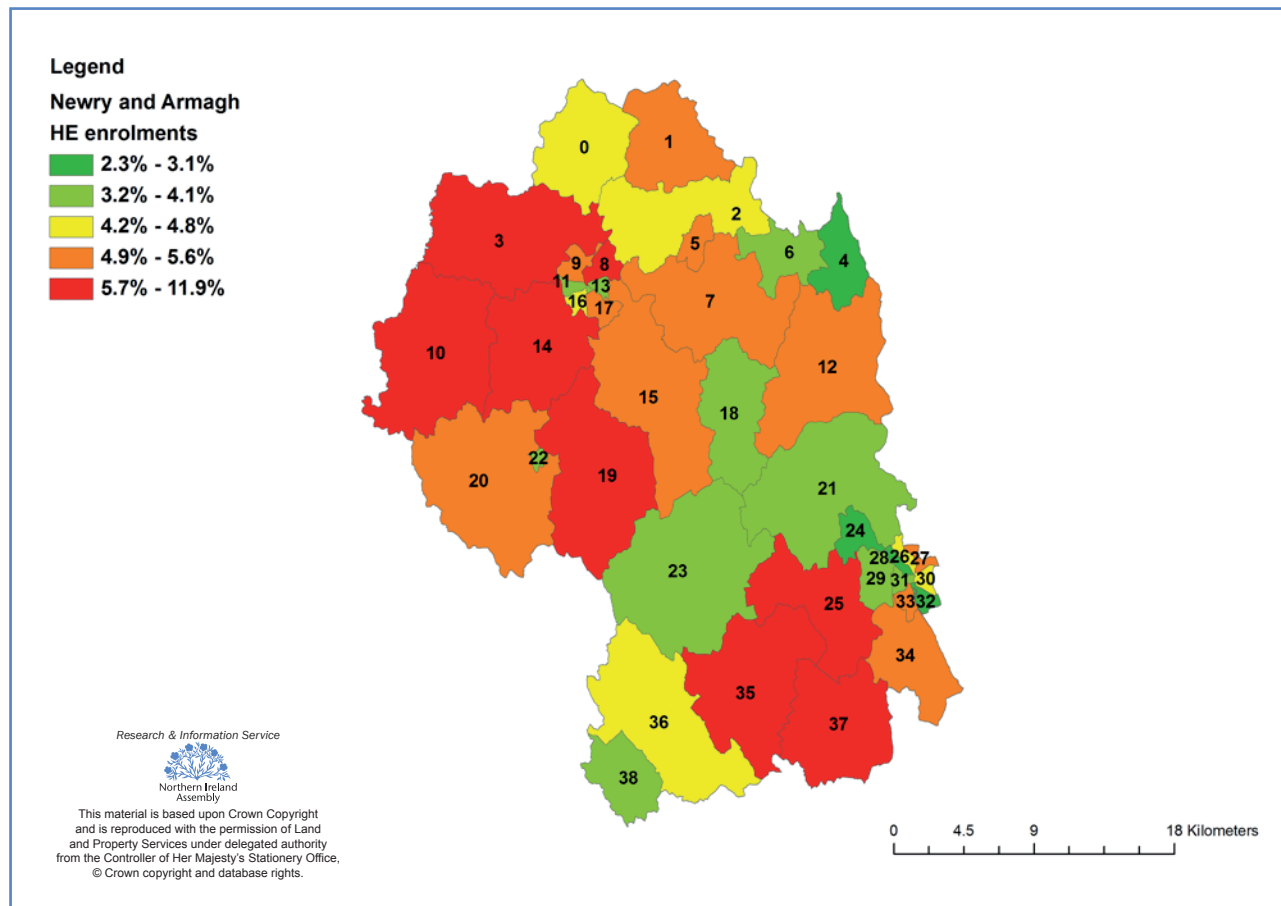 Legend
Newry and Armagh
HE enrolments
2.3% - 3.1%
3.2% - 4.1%
4.2% - 4.8%
4.9% - 5.6%
5.7% - 11.9%
0
1
2
3
4
5
6
7
8
9
10
11
12
13
14
15
16
17
18
19
20
21
22
23
24
25
26
27
28
29
30
31
32
33
34
35
36
37
38
Research & Information Service
Northern Ireland
Assembly
This material is based upon Crown Copyright
and is reproduced with the permission of Land
and Property Services under delegated authority
from the Controller of Her Majesty's Stationery Office,
© Crown copyright and database rights.
0 4.5 9 18 Kilometers